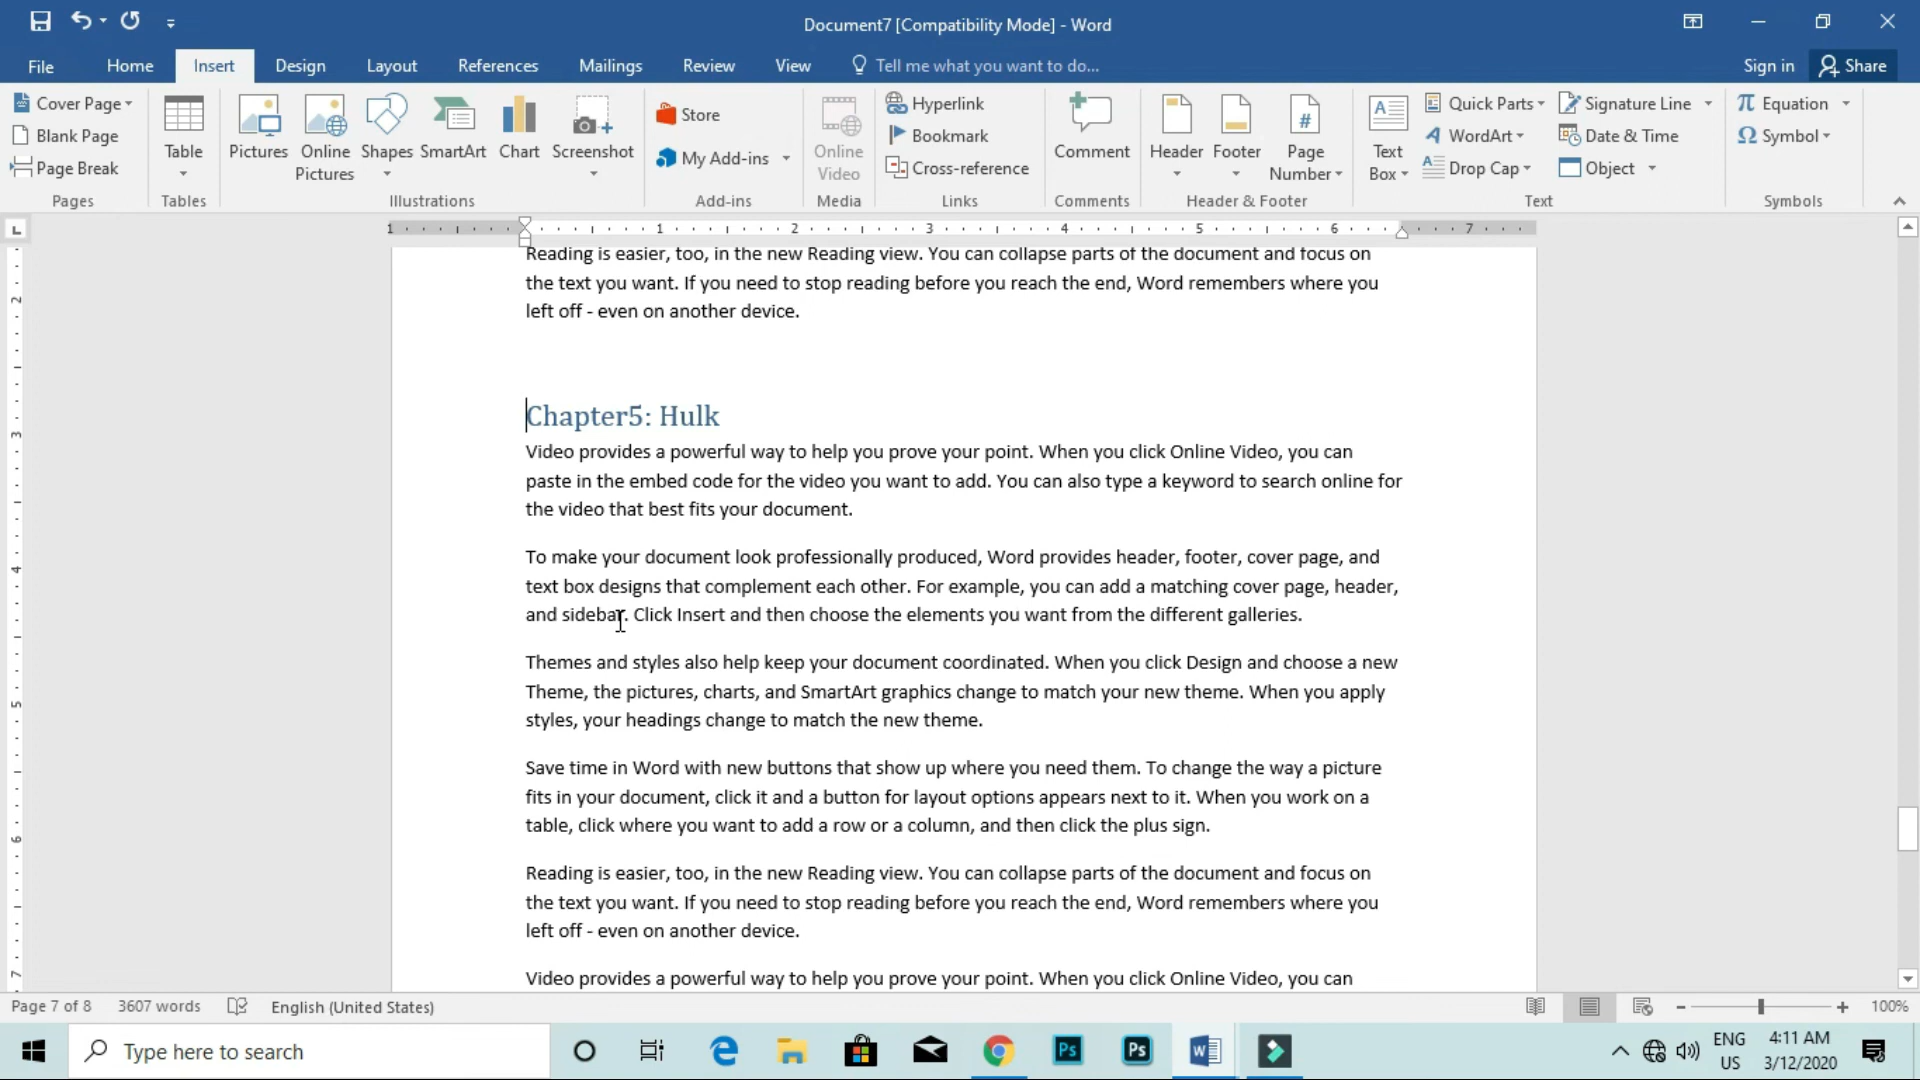 Document7 [Compatibility Mode] - Word
File Home Insert Design Layout References Mailings Review View Tell me what you want to do... Sign in Share
Cover Page
Blank Page
Page Break
Pages
Table
Tables
Pictures
Online Pictures
Shapes
SmartArt
Chart
Screenshot
Illustrations
Store
My Add-ins
Add-ins
Online Video
Media
Hyperlink
Bookmark
Cross-reference
Links
Comment
Comments
Header
Footer
Page Number
Header & Footer
Text Box
Quick Parts
WordArt
Drop Cap
Signature Line
Date & Time
Object
Text
Equation
Symbol
Symbols
1 1 2 3 4 5 6 7
2
3
4
5
6
7
Reading is easier, too, in the new Reading view. You can collapse parts of the document and focus on
the text you want. If you need to stop reading before you reach the end, Word remembers where you
left off - even on another device.
Chapter5: Hulk
Video provides a powerful way to help you prove your point. When you click Online Video, you can
paste in the embed code for the video you want to add. You can also type a keyword to search online for
the video that best fits your document.
To make your document look professionally produced, Word provides header, footer, cover page, and
text box designs that complement each other. For example, you can add a matching cover page, header,
and sidebar. Click Insert and then choose the elements you want from the different galleries.
Themes and styles also help keep your document coordinated. When you click Design and choose a new
Theme, the pictures, charts, and SmartArt graphics change to match your new theme. When you apply
styles, your headings change to match the new theme.
Save time in Word with new buttons that show up where you need them. To change the way a picture
fits in your document, click it and a button for layout options appears next to it. When you work on a
table, click where you want to add a row or a column, and then click the plus sign.
Reading is easier, too, in the new Reading view. You can collapse parts of the document and focus on
the text you want. If you need to stop reading before you reach the end, Word remembers where you
left off - even on another device.
Video provides a powerful way to help you prove your point. When you click Online Video, you can
Page 7 of 8 3607 words English (United States) 100%
Type here to search
Ps
Ps
ENG
US
4:11 AM
3/12/2020